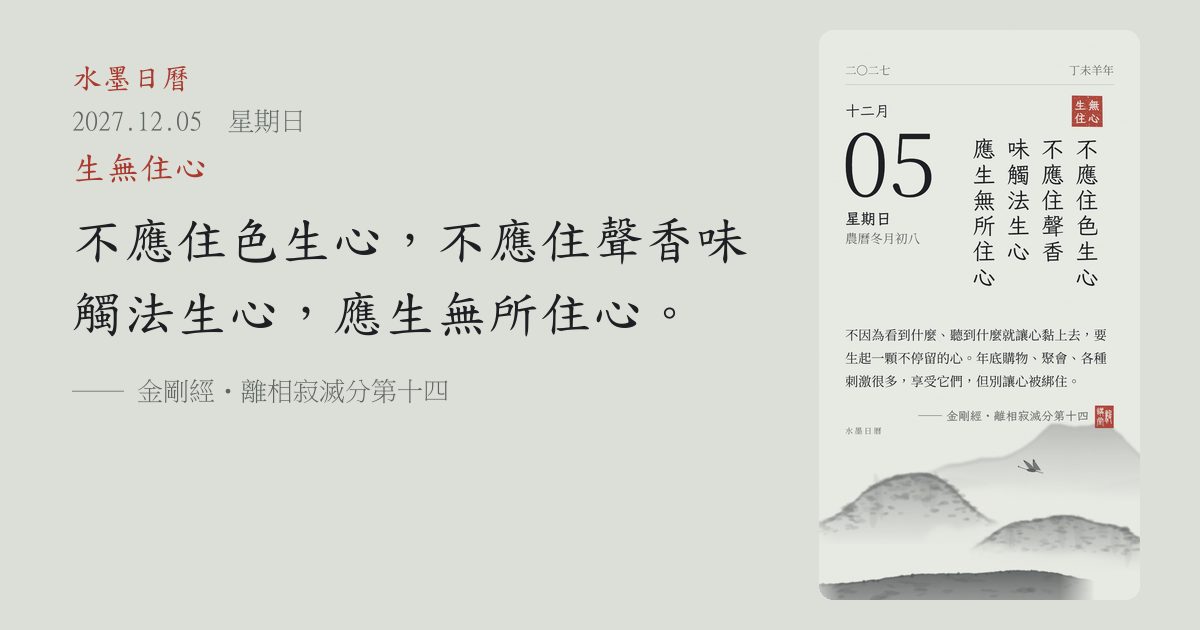 水墨日曆
2027.12.05 星期日
生無住心
不應住色生心，不應住聲香味
觸法生心，應生無所住心。
—— 金剛經・離相寂滅分第十四
二〇二七
丁未羊年
十二月
05
星期日
農曆冬月初八
無心
生住
不應住色生心
不應住聲香
味觸法生心
應生無所住心
不因為看到什麼、聽到什麼就讓心黏上去，要
生起一顆不停留的心。年底購物、聚會、各種
刺激很多，享受它們，但別讓心被綁住。
—— 金剛經・離相寂滅分第十四
水墨日曆